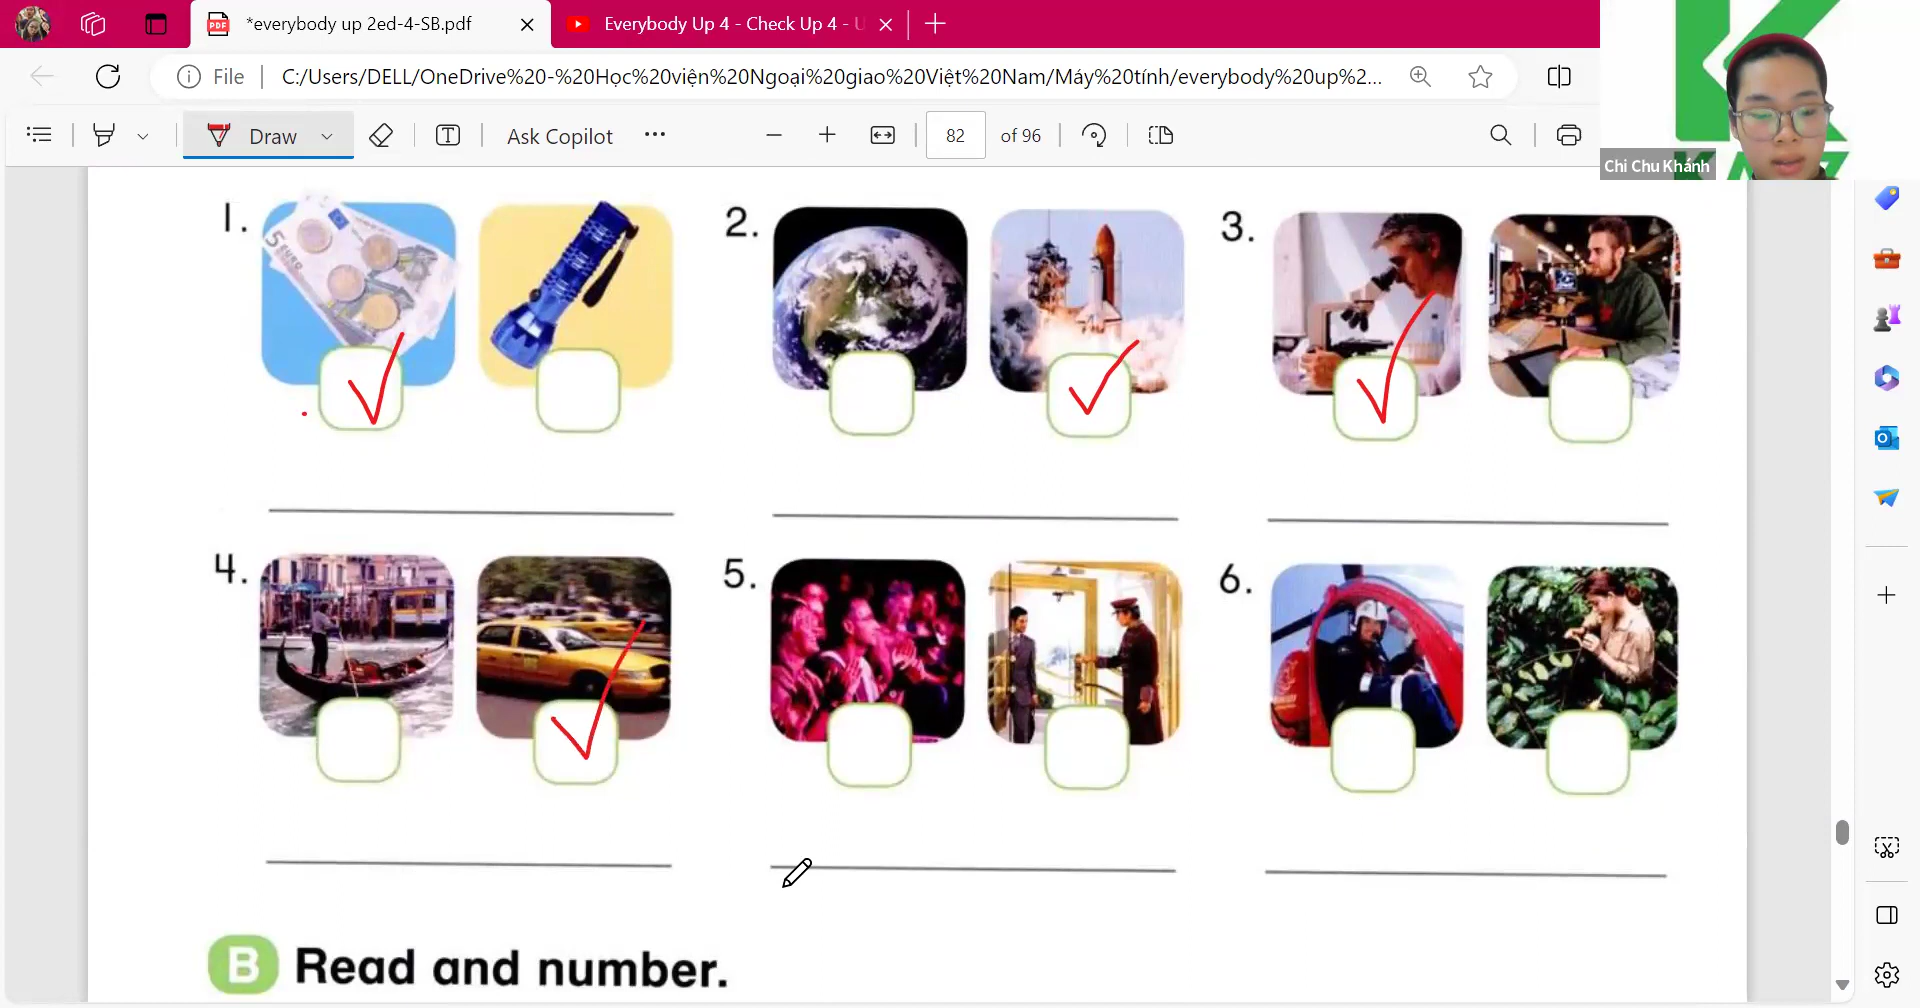 *everybody up 2ed-4-SB.pdf
Everybody Up 4 - Check Up 4 - U
File
C:/Users/DELL/OneDrive%20-%20Học%20viện%20Ngoại%20giao%20Việt%20Nam/Máy%20tính/everybody%20up%2...
Draw
Ask Copilot
82 of 96
Chi Chu Khánh
1.
2.
3.
5 EURO
4.
5.
6.
B Read and number.